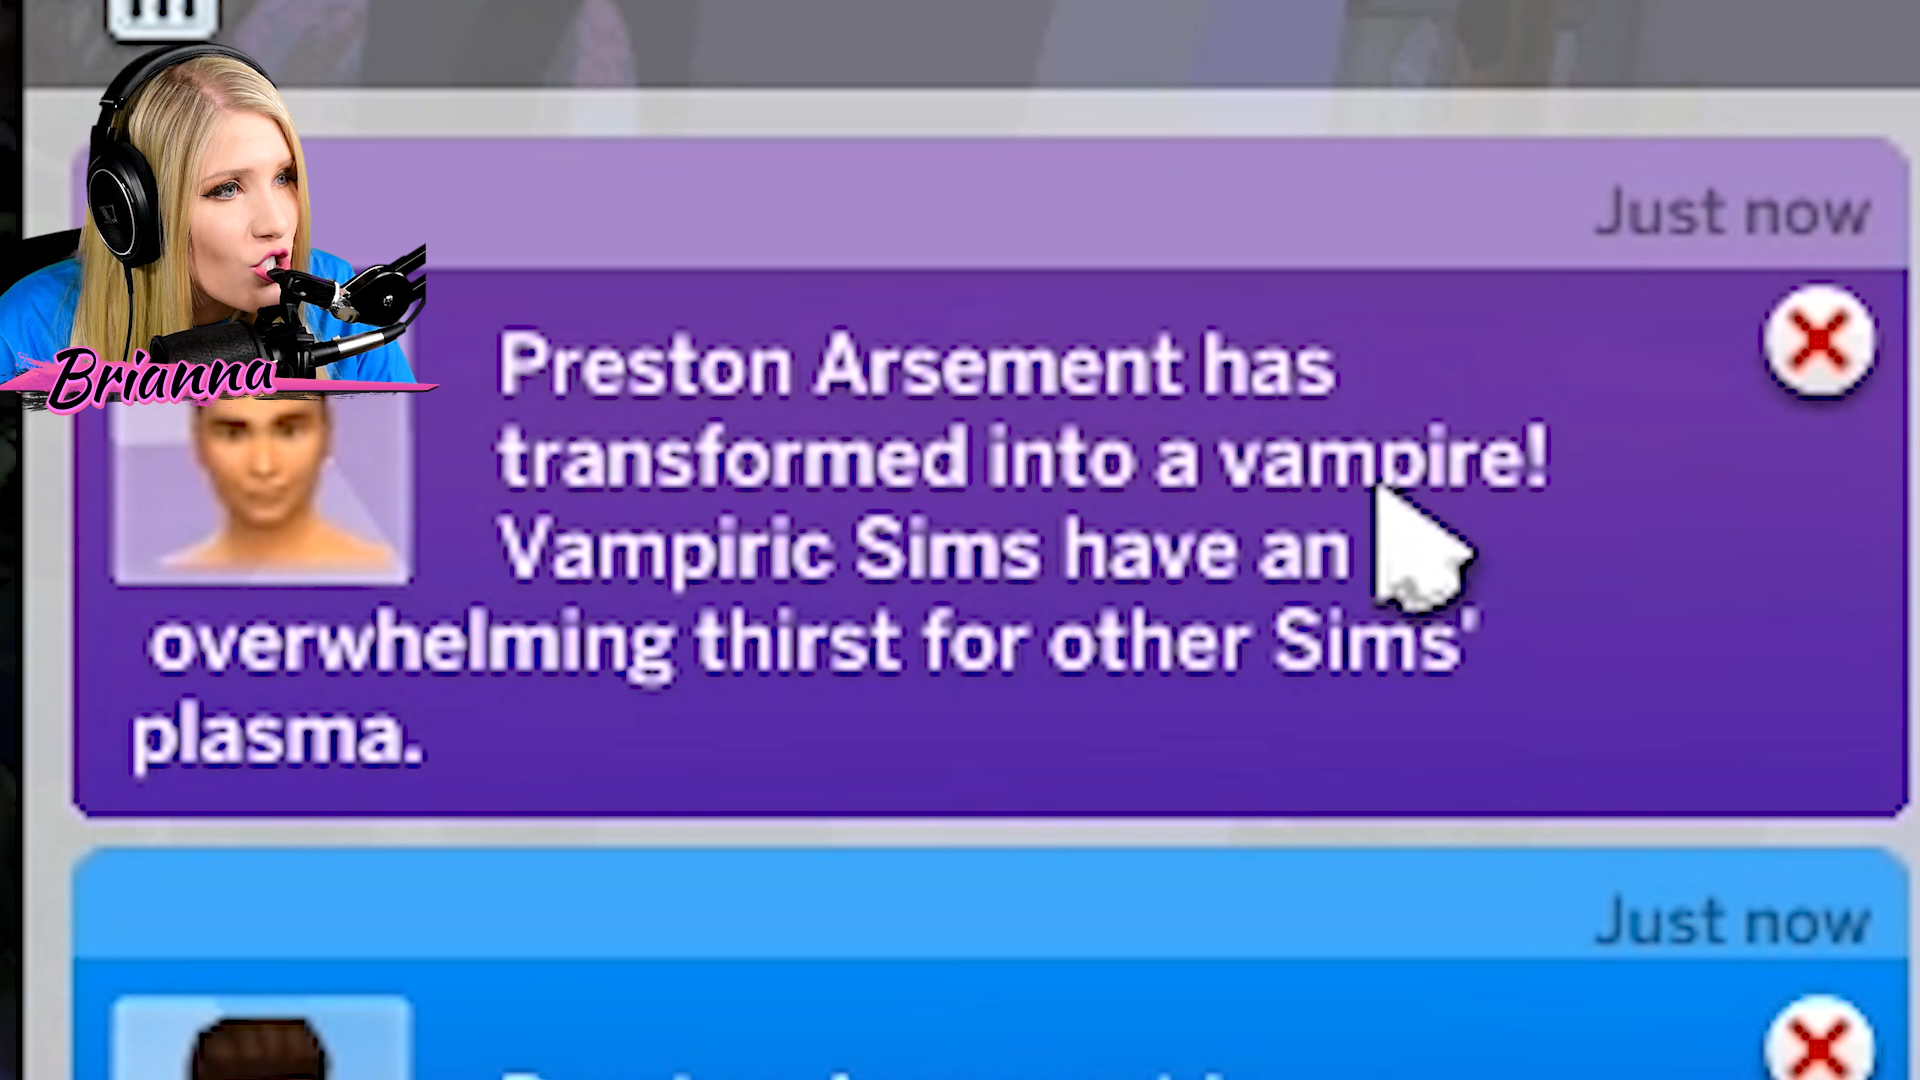 Just now
Brianna
Preston Arsement has
transformed into a vampire!
Vampiric Sims have an
overwhelming thirst for other Sims'
plasma.
Just now